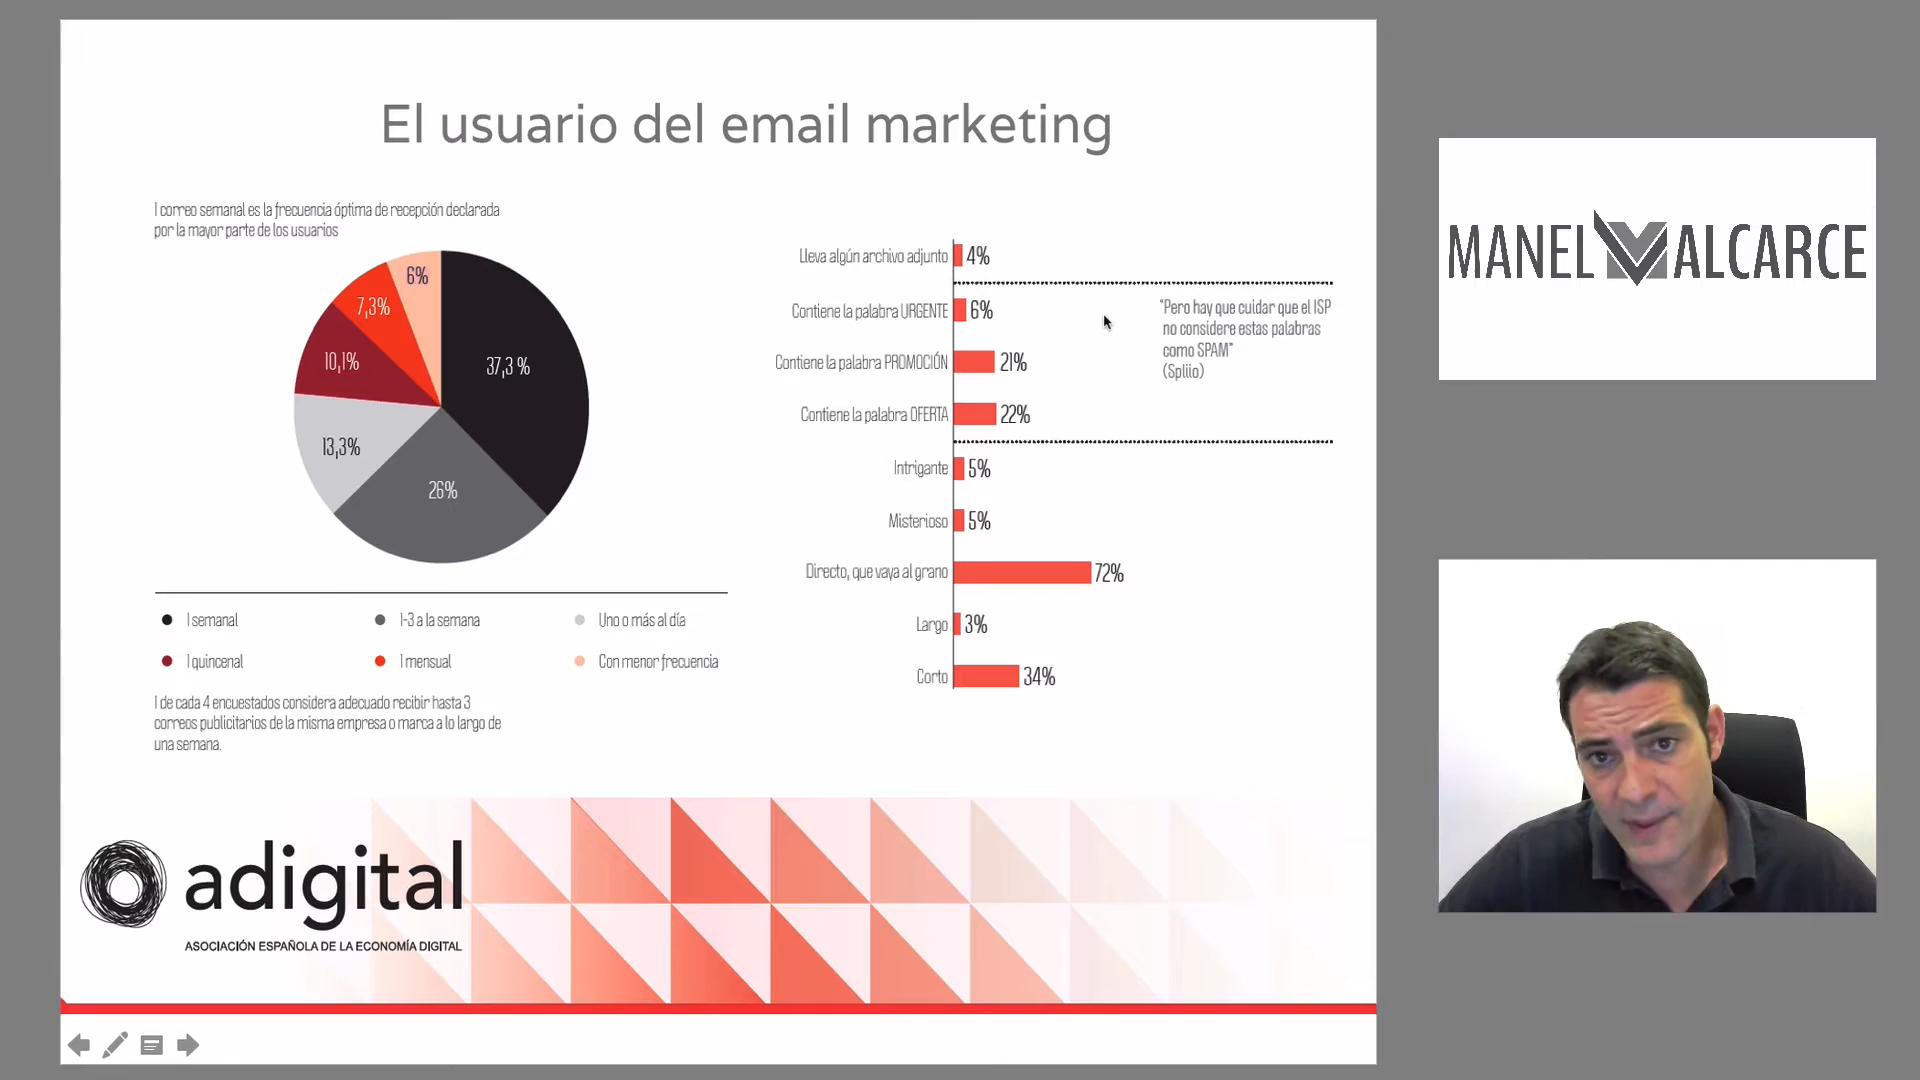 El usuario del email marketing
1 correo semanal es la frecuencia óptima de recepción declarada
por la mayor parte de los usuarios
6%
7,3%
37,3 %
10,1%
13,3%
26%
1 semanal
1-3 a la semana
Uno o más al día
1 quincenal
1 mensual
Con menor frecuencia
1 de cada 4 encuestados considera adecuado recibir hasta 3
correos publicitarios de la misma empresa o marca a lo largo de
una semana.
Lleva algún archivo adjunto 4%
Contiene la palabra URGENTE 6%
Contiene la palabra PROMOCIÓN 21%
Contiene la palabra OFERTA 22%
Intrigante 5%
Misterioso 5%
Directo, que vaya al grano 72%
Largo 3%
Corto 34%
"Pero hay que cuidar que el ISP
no considere estas palabras
como SPAM"
(Spliio)
adigital
ASOCIACIÓN ESPAÑOLA DE LA ECONOMÍA DIGITAL
MANEL VALCARCE